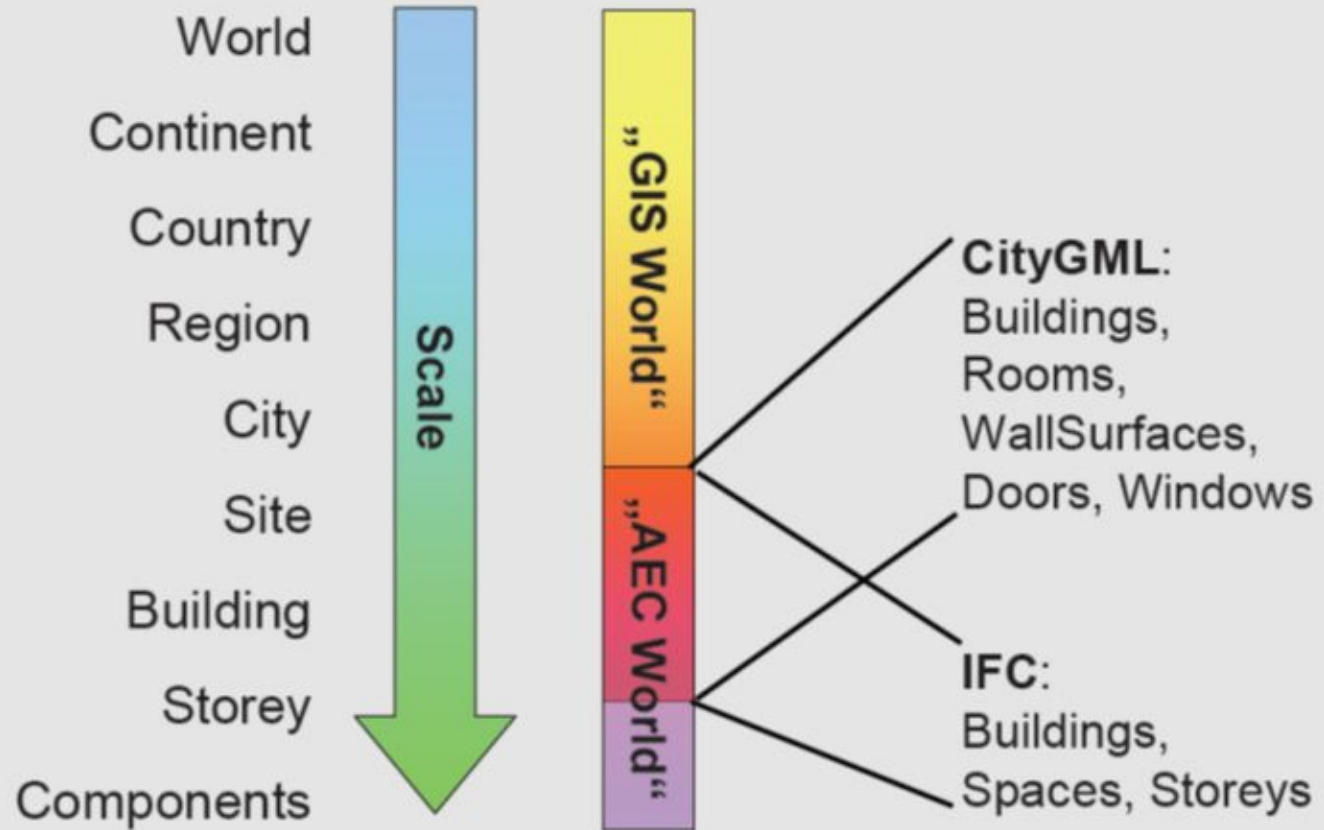 World
Continent
Country
Region
City
Site
Building
Storey
Components
Scale
„GIS World“
„AEC World“
CityGML:
Buildings,
Rooms,
WallSurfaces,
Doors, Windows
IFC:
Buildings,
Spaces, Storeys